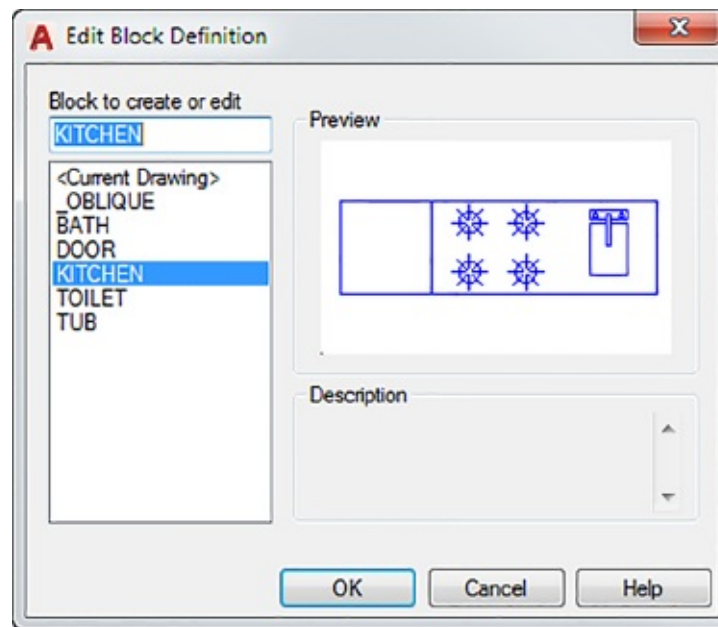 Edit Block Definition
Block to create or edit
KITCHEN
<Current Drawing>
_OBLIQUE
BATH
DOOR
KITCHEN
TOILET
TUB
Preview
Description
OK
Cancel
Help